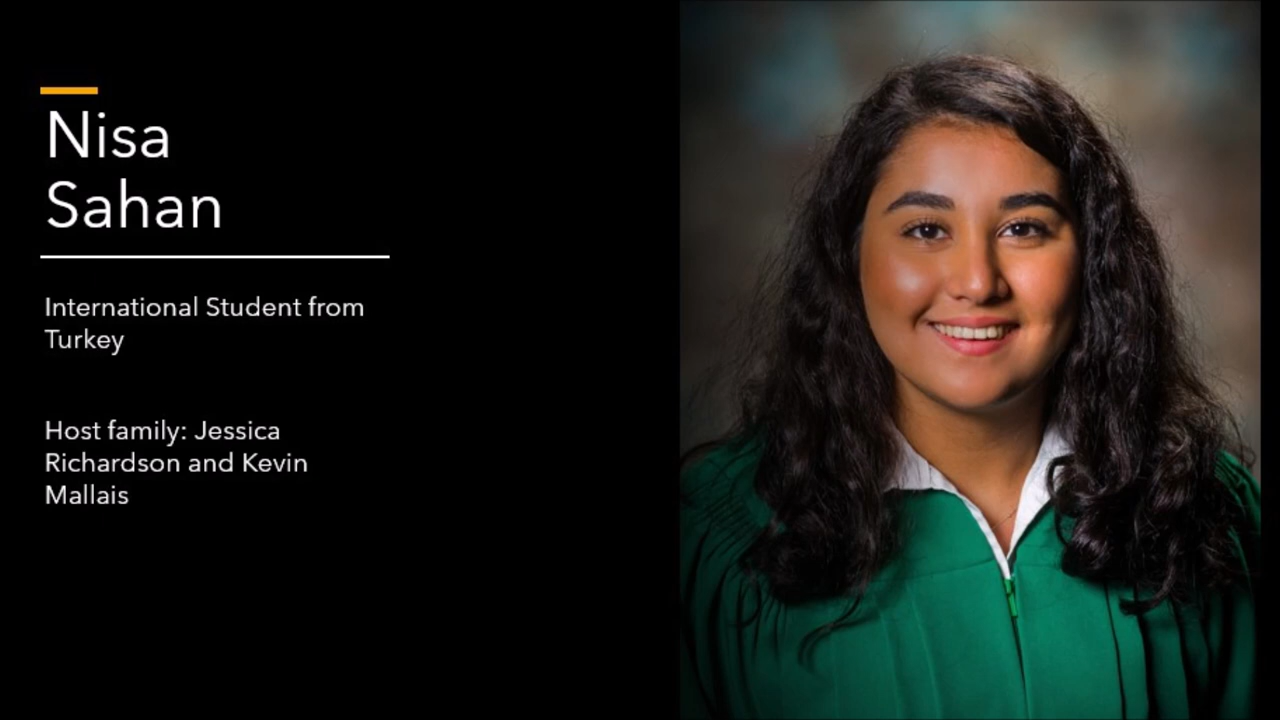 Nisa
Sahan
International Student from
Turkey
Host family: Jessica
Richardson and Kevin
Mallais